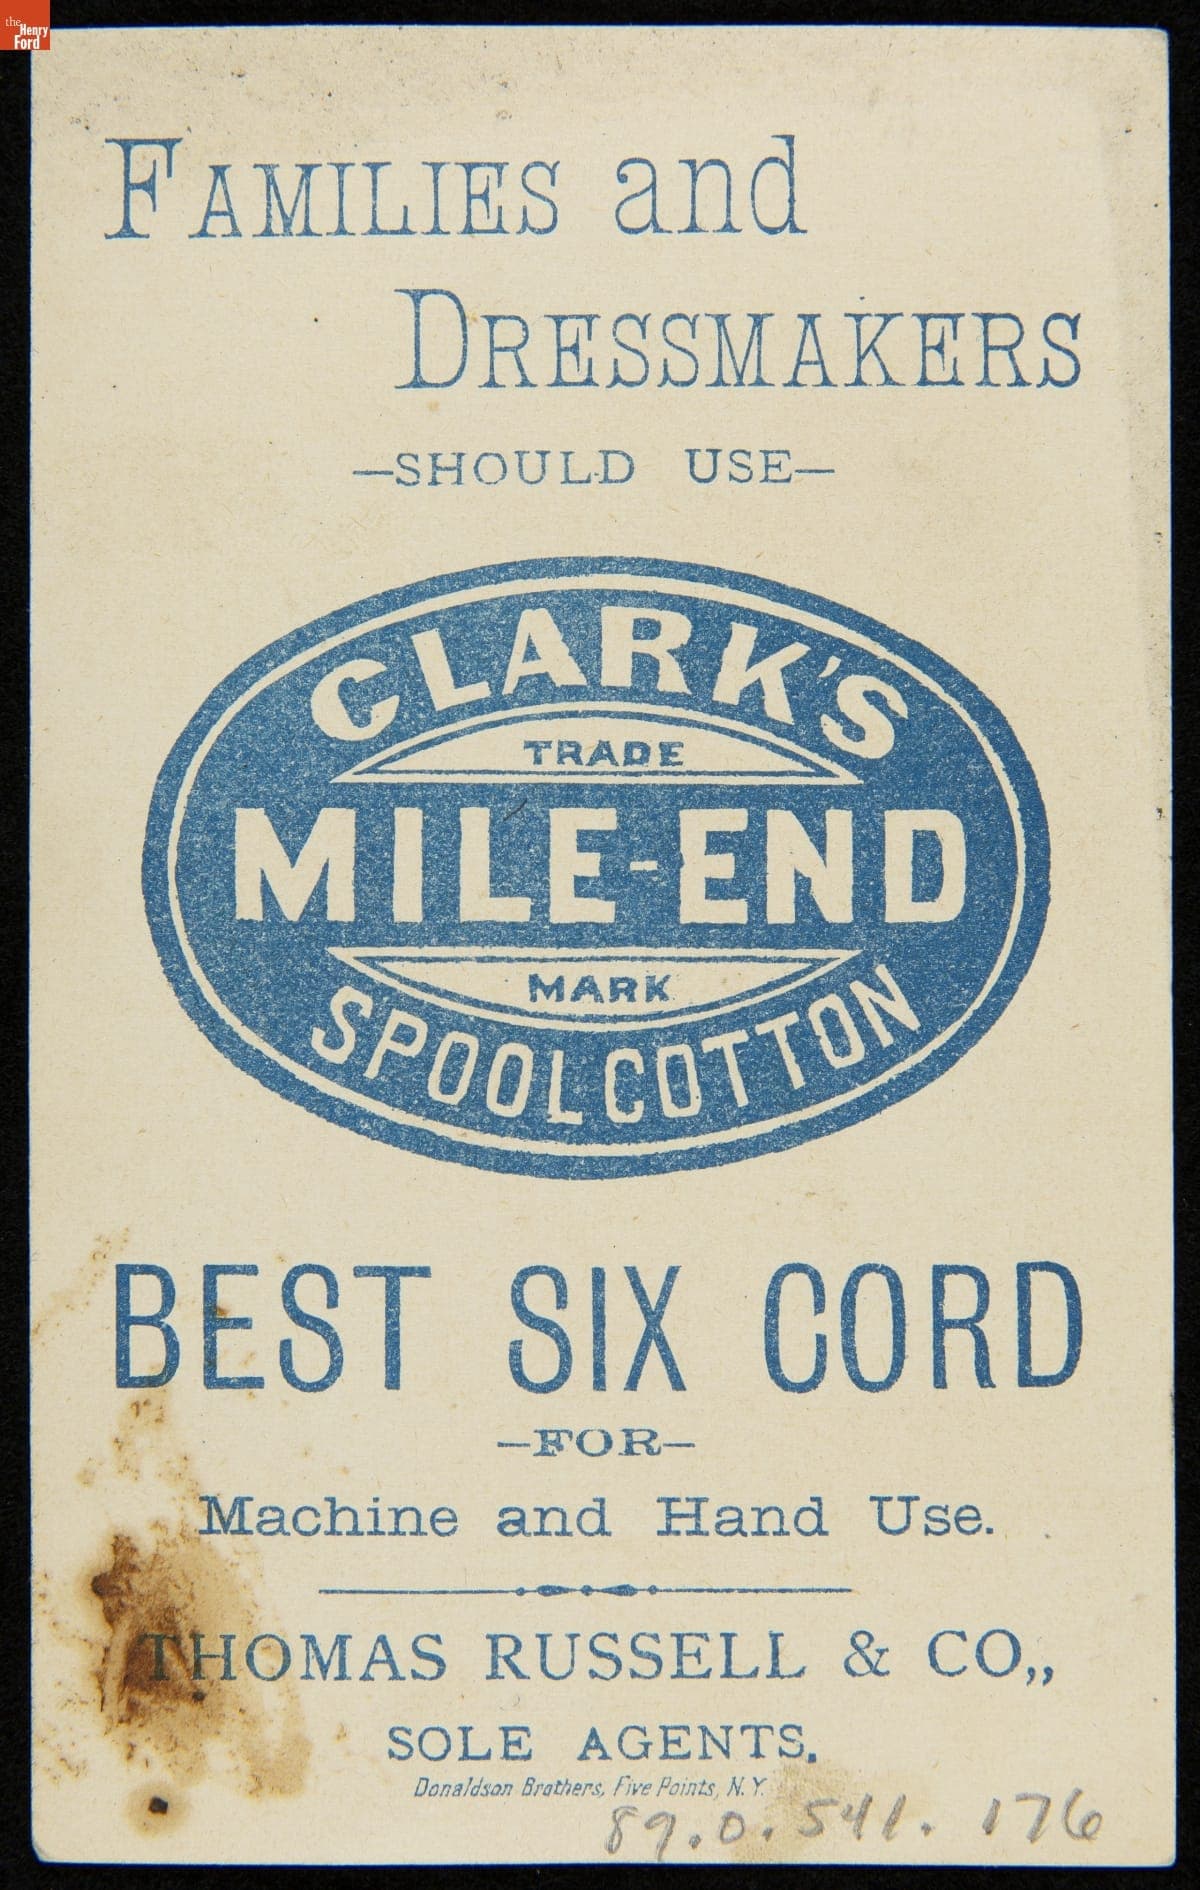 the
Henry
Ford
FAMILIES and
DRESSMAKERS
—SHOULD USE—
CLARK'S
TRADE
MILE-END
MARK
SPOOL COTTON
BEST SIX CORD
—FOR—
Machine and Hand Use.
THOMAS RUSSELL & CO.,,
SOLE AGENTS.
Donaldson Brothers, Five Points, N. Y.
89.0.541.176